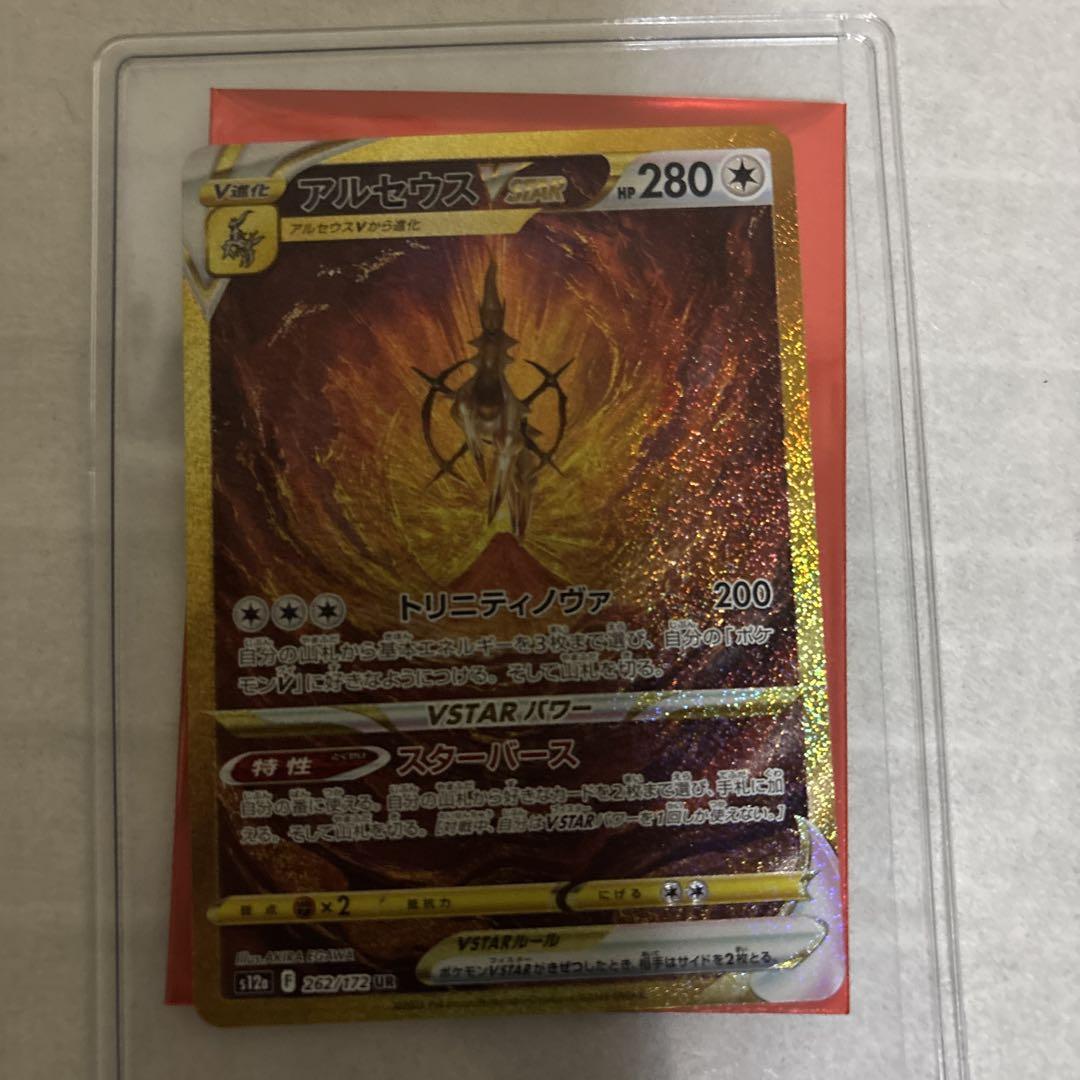 V進化
アルセウス VSTAR HP 280
アルセウスVから進化
トリニティノヴァ 200
自分の山札から基本エネルギーを3枚まで選び、自分の「ポケ
モンV」に好きなようにつける。そして山札を切る。
VSTARパワー
特性 スターバース
自分の番に使える。自分の山札から好きなカードを2枚まで選び、手札に加
える。そして山札を切る。[対戦中、自分はVSTARパワーを1回しか使えない。]
弱点 ×2 抵抗力 にげる
Illus. AKIRA EGAWA
VSTARルール
ポケモンVSTARがきぜつしたとき、相手はサイドを2枚とる。
s12a F 262/172 UR